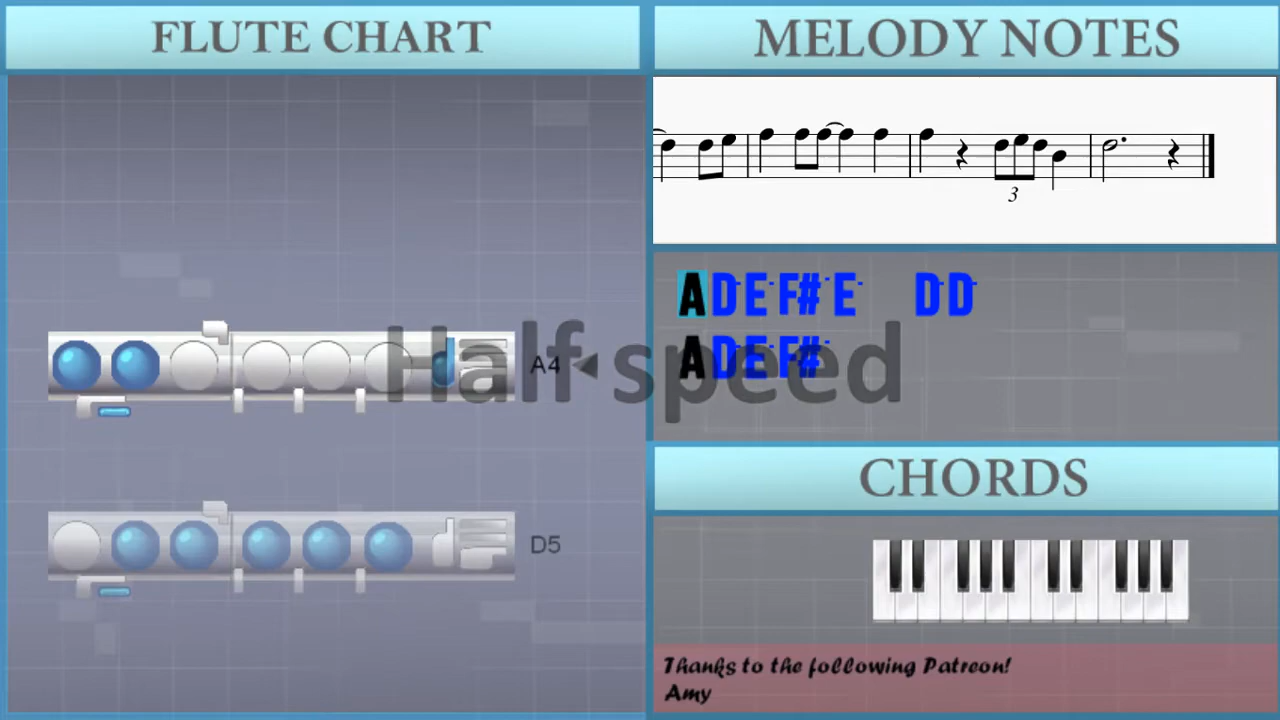 FLUTE CHART
MELODY NOTES
3
A D E F# E D D
A D E F#
Half speed
A4
D5
CHORDS
Thanks to the following Patreon!
Amy